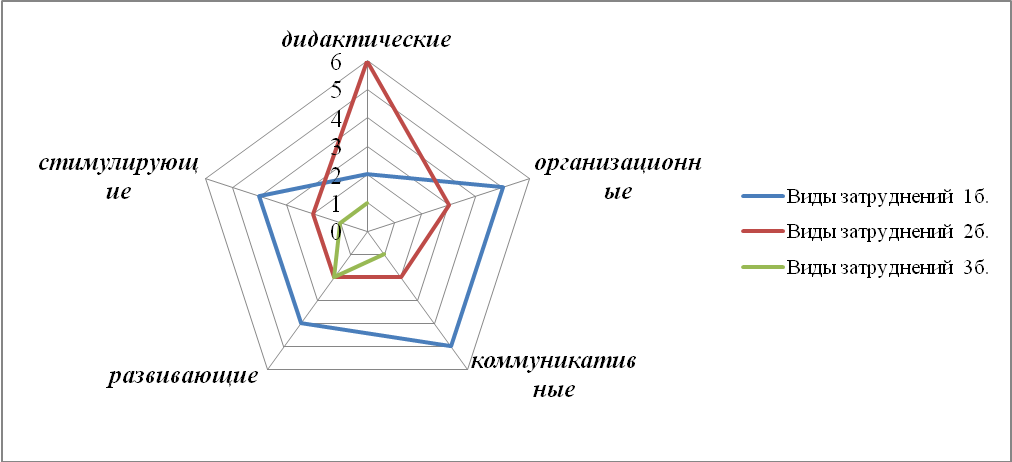 дидактические
6
5
4
3
2
1
0
стимулирующ
ие
организационн
ые
развивающие
коммуникатив
ные
Виды затруднений 1б.
Виды затруднений 2б.
Виды затруднений 3б.